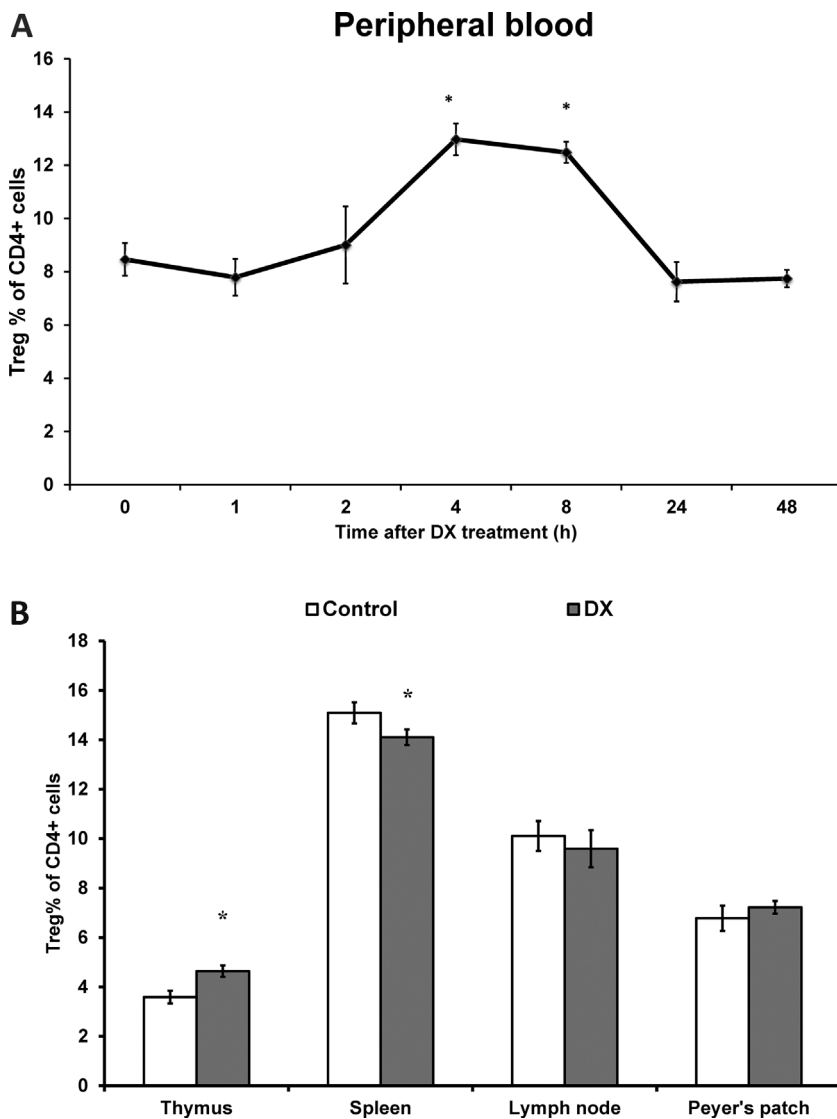 A
Peripheral blood
16
14
12
10
8
6
4
2
0
Treg % of CD4+ cells
*
*
0 1 2 4 8 24 48
Time after DX treatment (h)
B
Control DX
18
16
14
12
10
8
6
4
2
0
Treg% of CD4+ cells
*
*
Thymus Spleen Lymph node Peyer's patch